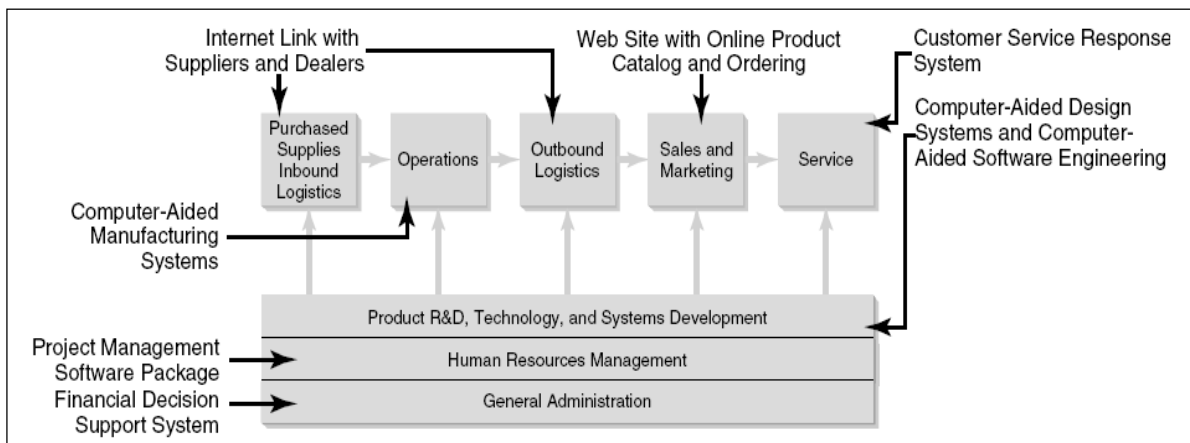 Internet Link with
Suppliers and Dealers
Web Site with Online Product
Catalog and Ordering
Customer Service Response
System
Computer-Aided Design
Systems and Computer-
Aided Software Engineering
Purchased
Supplies
Inbound
Logistics
Operations
Outbound
Logistics
Sales and
Marketing
Service
Computer-Aided
Manufacturing
Systems
Product R&D, Technology, and Systems Development
Project Management
Software Package
Human Resources Management
Financial Decision
Support System
General Administration